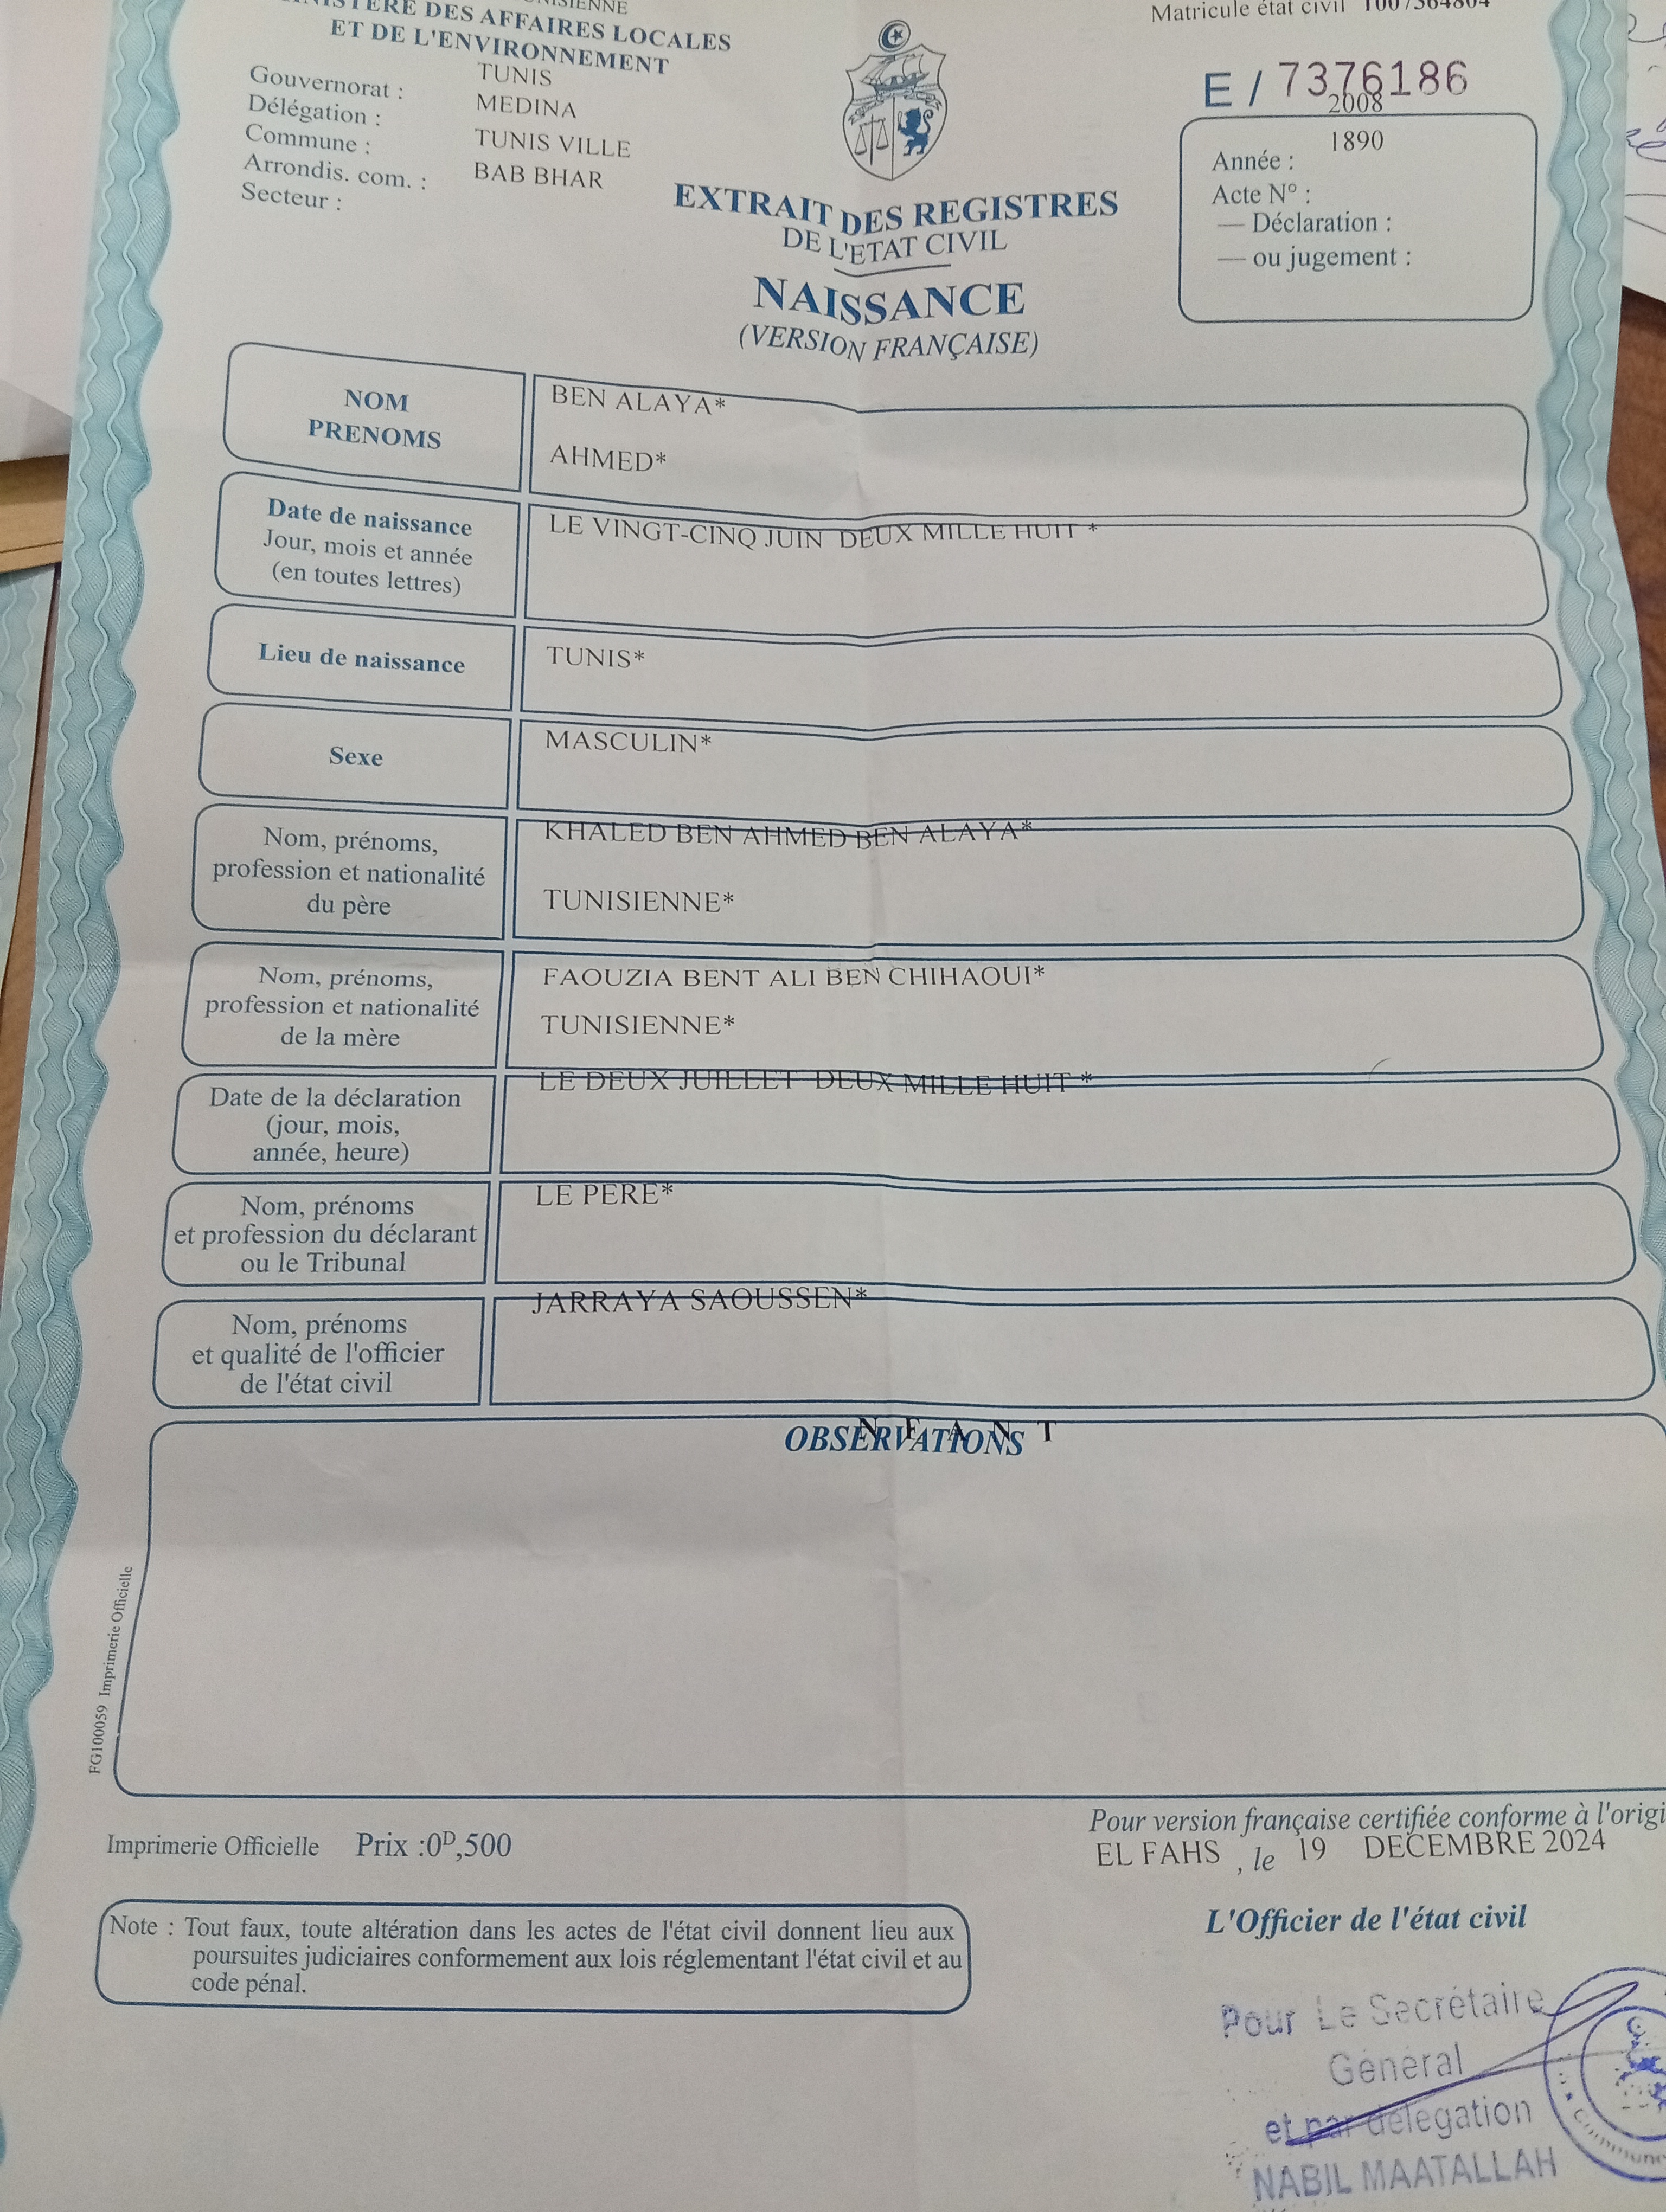 MINISTERE DES AFFAIRES LOCALES
ET DE L'ENVIRONNEMENT
Gouvernorat : TUNIS
Délégation : MEDINA
Commune : TUNIS VILLE
Arrondis. com. : BAB BHAR
Secteur :
Matricule état civil
E / 7376186
2008
1890
Année :
Acte N° :
— Déclaration :
— ou jugement :
EXTRAIT DES REGISTRES
DE L'ETAT CIVIL
NAISSANCE
(VERSION FRANÇAISE)
NOM
PRENOMS
BEN ALAYA*
AHMED*
Date de naissance
Jour, mois et année
(en toutes lettres)
LE VINGT-CINQ JUIN DEUX MILLE HUIT *
Lieu de naissance
TUNIS*
Sexe
MASCULIN*
Nom, prénoms,
profession et nationalité
du père
KHALED BEN AHMED BEN ALAYA*
TUNISIENNE*
Nom, prénoms,
profession et nationalité
de la mère
FAOUZIA BENT ALI BEN CHIHAOUI*
TUNISIENNE*
Date de la déclaration
(jour, mois,
année, heure)
LE DEUX JUILLET DEUX MILLE HUIT *
Nom, prénoms
et profession du déclarant
ou le Tribunal
LE PERE*
Nom, prénoms
et qualité de l'officier
de l'état civil
JARRAYA SAOUSSEN*
OBSERVATIONS
N E A N T
FG100059 Imprimerie Officielle
Imprimerie Officielle Prix :0D,500
Pour version française certifiée conforme à l'origi
EL FAHS , le 19 DECEMBRE 2024
L'Officier de l'état civil
Note : Tout faux, toute altération dans les actes de l'état civil donnent lieu aux
poursuites judiciaires conformement aux lois réglementant l'état civil et au
code pénal.
Pour Le Secrétaire
Général
et par délegation
NABIL MAATALLAH